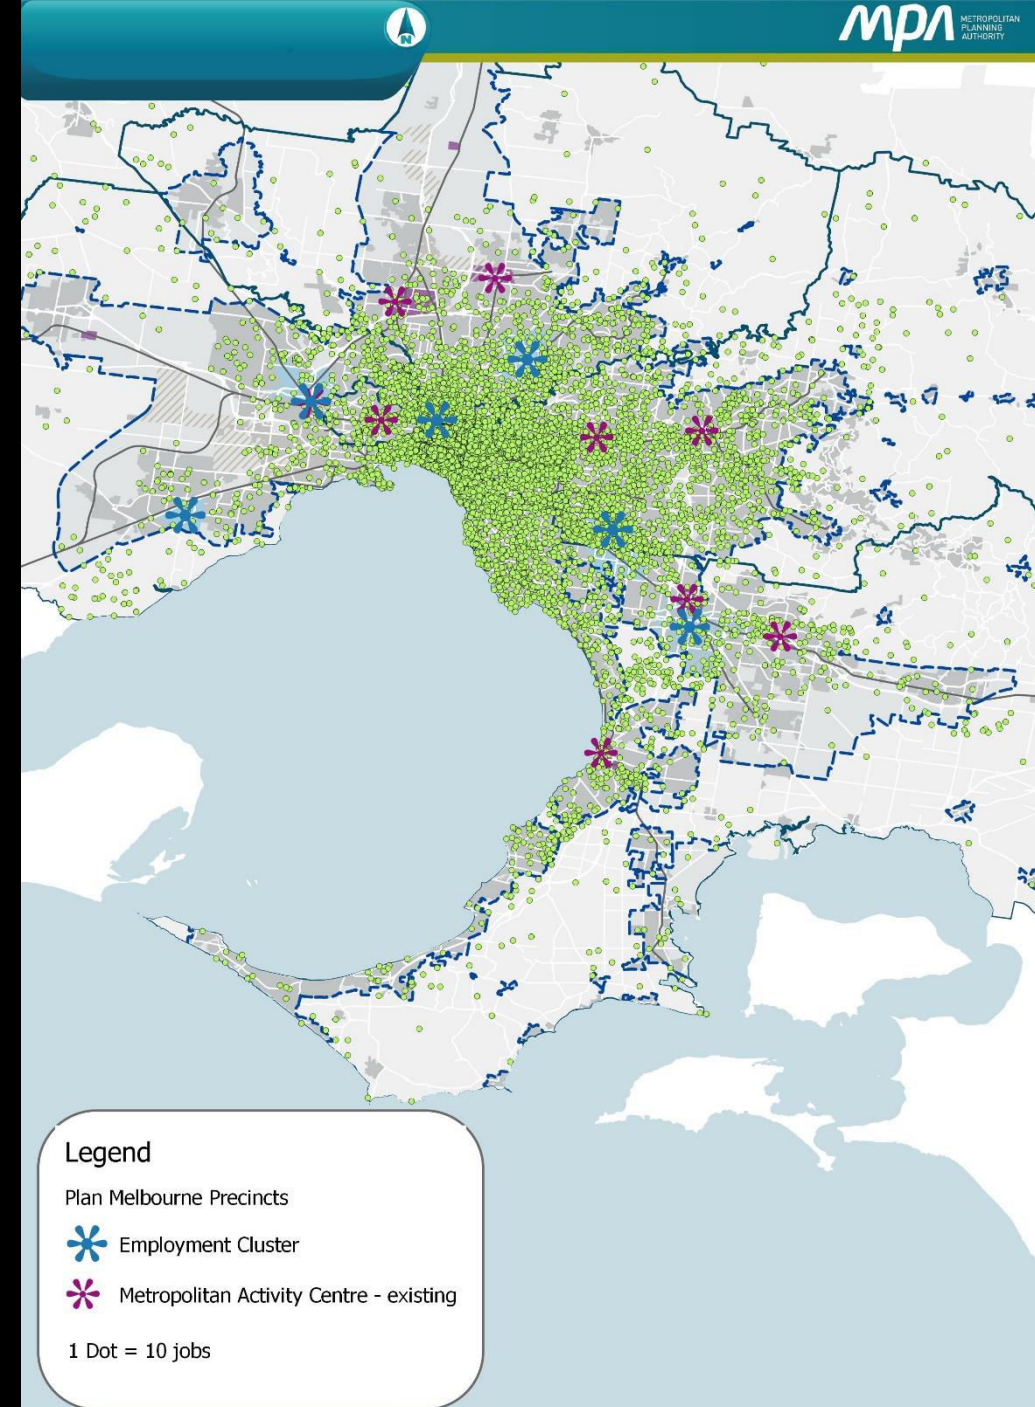 N
MPA
METROPOLITAN
PLANNING
AUTHORITY
Legend
Plan Melbourne Precincts
Employment Cluster
Metropolitan Activity Centre - existing
1 Dot = 10 jobs